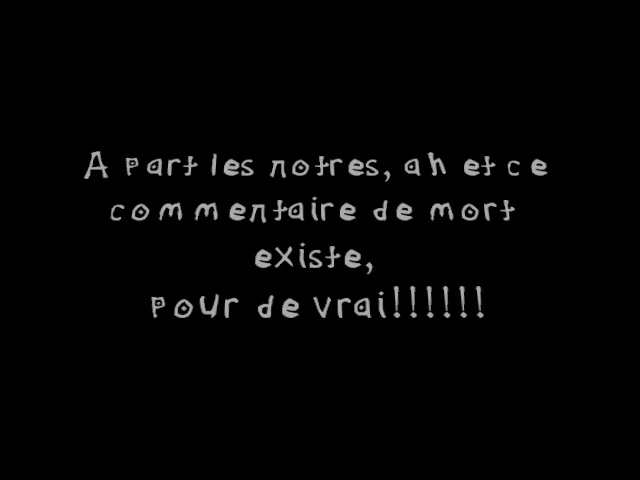 A part les notres, ah et ce
commentaire de mort
existe,
pour de vrai!!!!!!